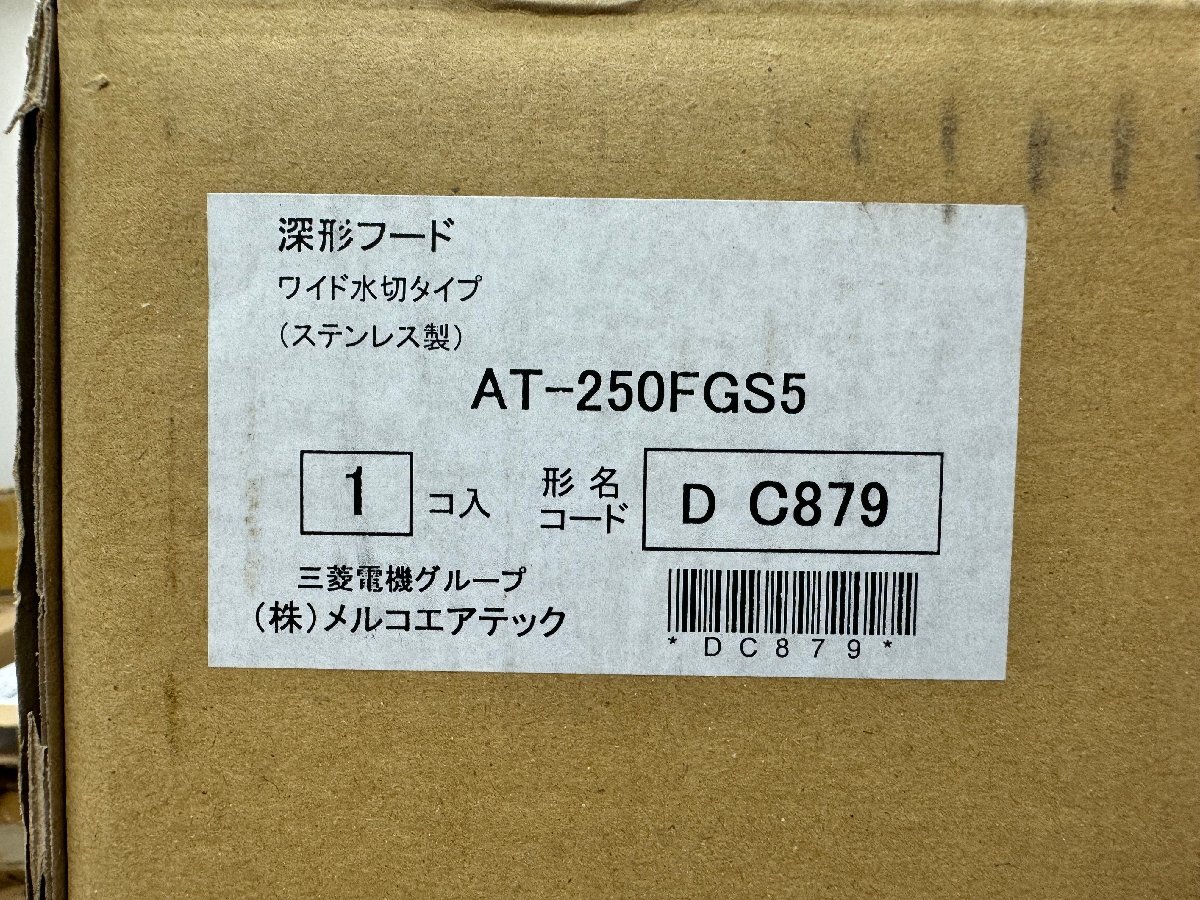 深形フード
ワイド水切タイプ
(ステンレス製)
AT-250FGS5
1 コ入
形名
コード
D C879
三菱電機グループ
(株)メルコエアテック
*DC879*